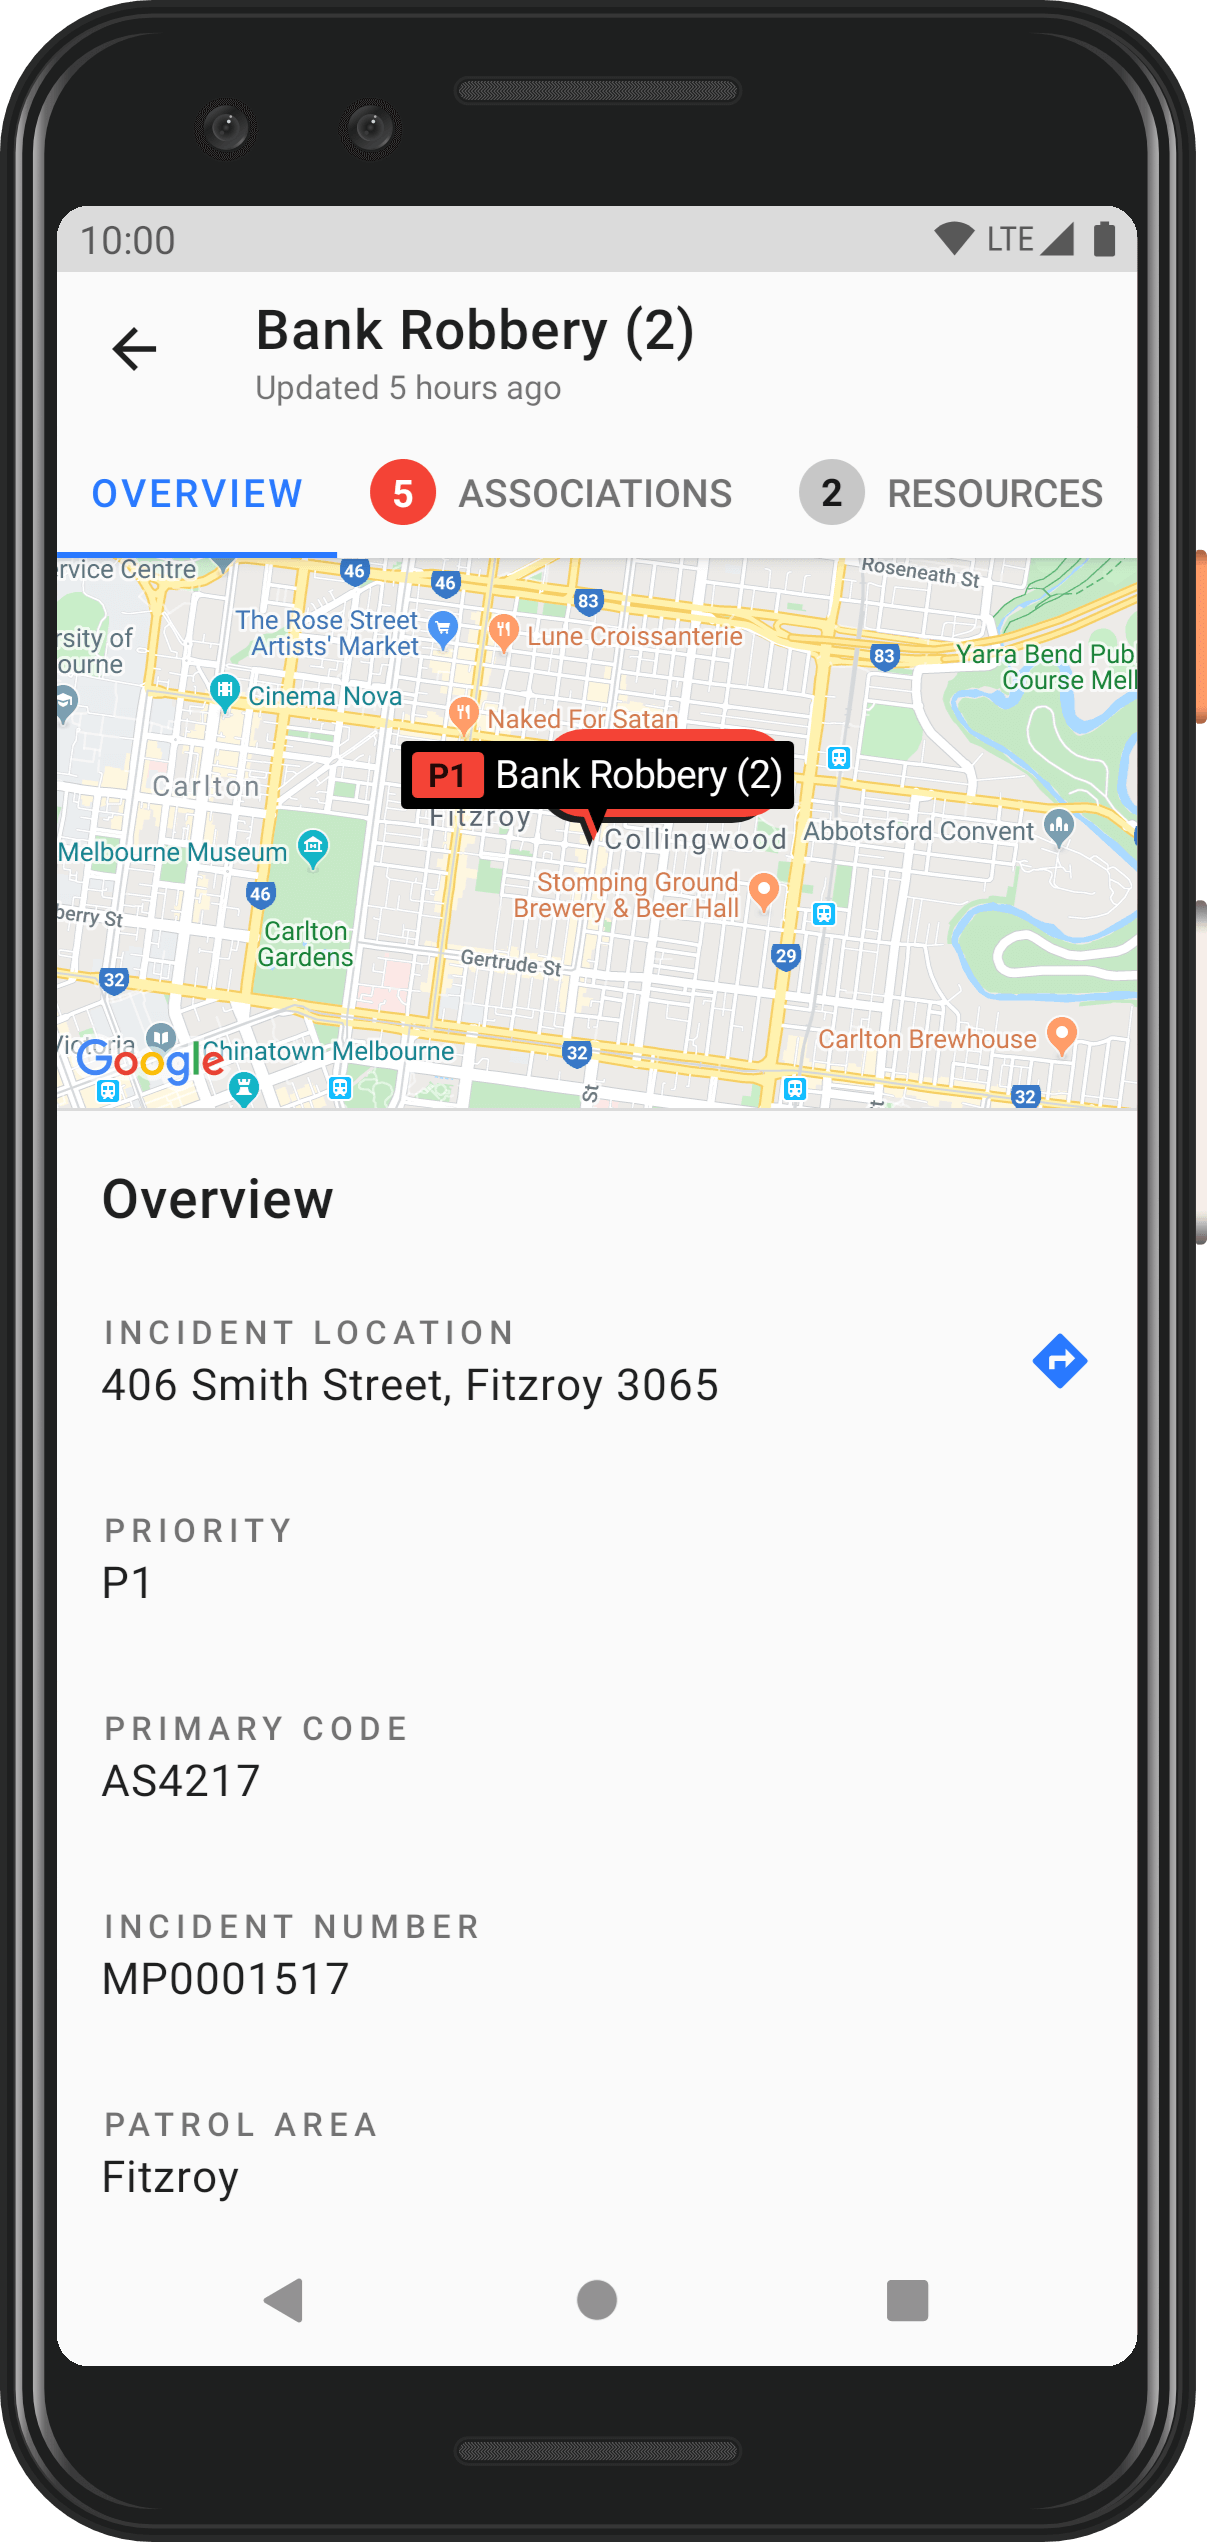 10:00
LTE
Bank Robbery (2)
Updated 5 hours ago
OVERVIEW
5 ASSOCIATIONS
2 RESOURCES
ervice Centre
46
46
83
Roseneath St
The Rose Street
Artists' Market
Lune Croissanterie
rsity of
ourne
83
Yarra Bend Publ
Course Mell
Cinema Nova
Naked For Satan
P1 Bank Robbery (2)
Carlton
Fitzroy
Collingwood
Abbotsford Convent
Melbourne Museum
46
Stomping Ground
Brewery & Beer Hall
berry St
Carlton
Gardens
Gertrude St
29
32
Victoria
Google
Chinatown Melbourne
32
Carlton Brewhouse
St
32
Overview
INCIDENT LOCATION
406 Smith Street, Fitzroy 3065
PRIORITY
P1
PRIMARY CODE
AS4217
INCIDENT NUMBER
MP0001517
PATROL AREA
Fitzroy